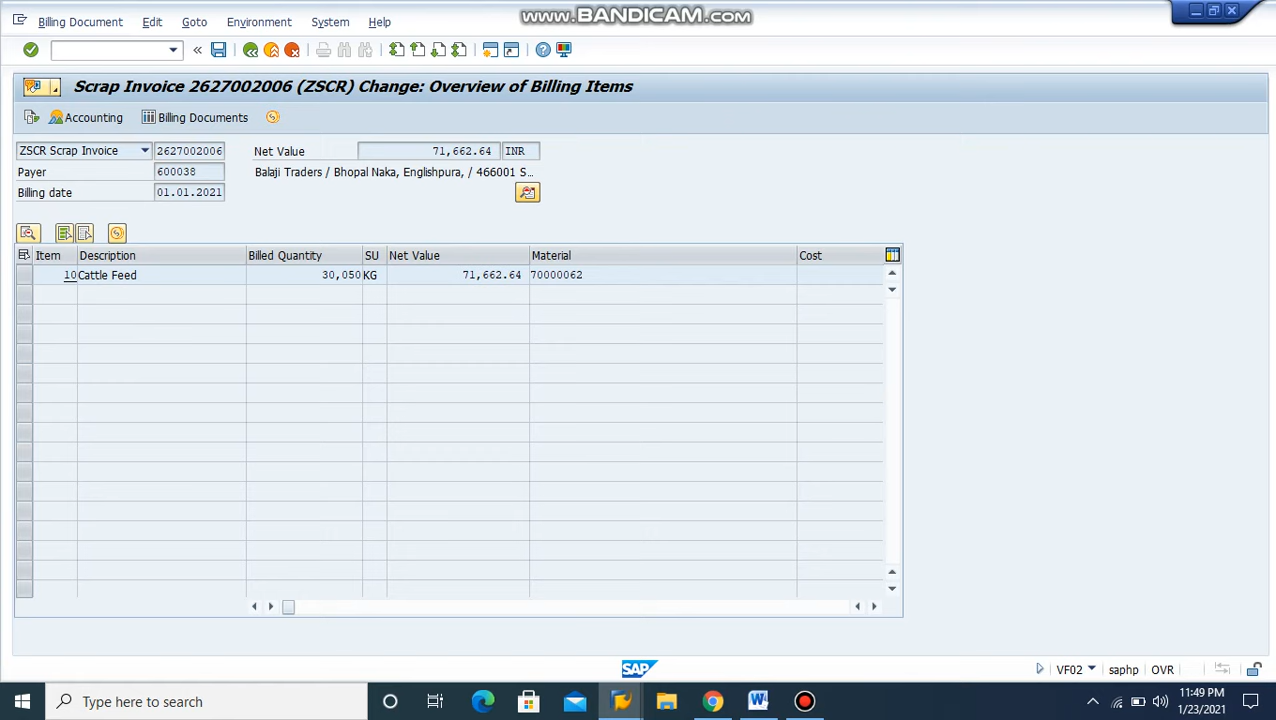 www.BANDICAM.com
Billing Document Edit Goto Environment System Help
Scrap Invoice 2627002006 (ZSCR) Change: Overview of Billing Items
Accounting Billing Documents
ZSCR Scrap Invoice 2627002006 Net Value 71,662.64 INR
Payer 600038 Balaji Traders / Bhopal Naka, Englishpura, / 466001 S...
Billing date 01.01.2021
Item Description Billed Quantity SU Net Value Material Cost
10 Cattle Feed 30,050 KG 71,662.64 70000062
SAP
VF02 saphp OVR
Type here to search
11:49 PM
1/23/2021